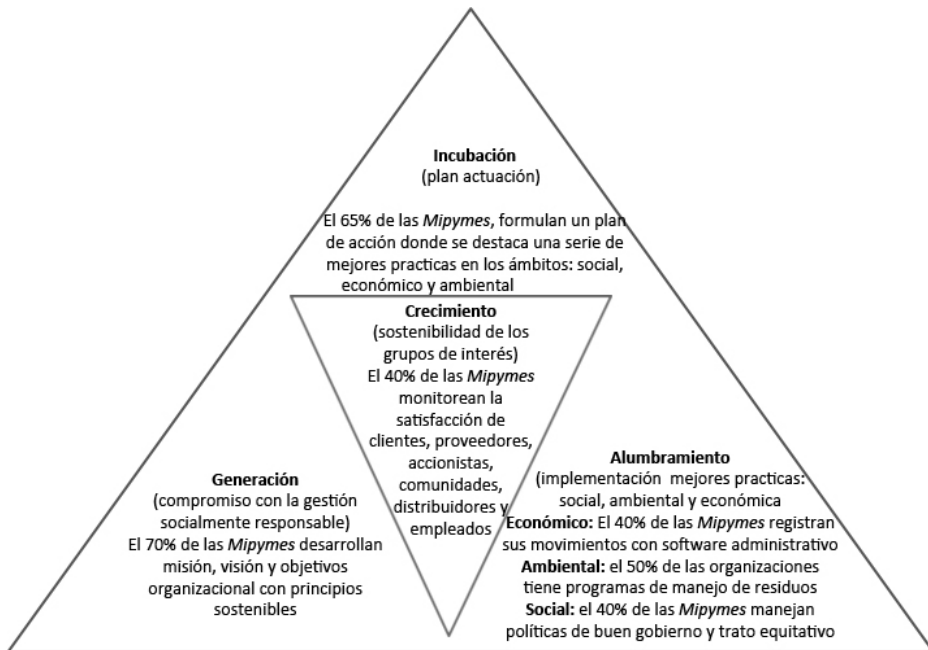 Incubación
(plan actuación)
El 65% de las Mipymes, formulan un plan
de acción donde se destaca una serie de
mejores practicas en los ámbitos: social,
económico y ambiental
Crecimiento
(sostenibilidad de los
grupos de interés)
El 40% de las Mipymes
monitorean la
satisfacción de
clientes, proveedores,
accionistas,
comunidades,
distribuidores y
empleados
Generación
(compromiso con la gestión
socialmente responsable)
El 70% de las Mipymes desarrollan
misión, visión y objetivos
organizacional con principios
sostenibles
Alumbramiento
(implementación mejores practicas:
social, ambiental y económica
Económico: El 40% de las Mipymes registran
sus movimientos con software administrativo
Ambiental: el 50% de las organizaciones
tiene programas de manejo de residuos
Social: el 40% de las Mipymes manejan
políticas de buen gobierno y trato equitativo